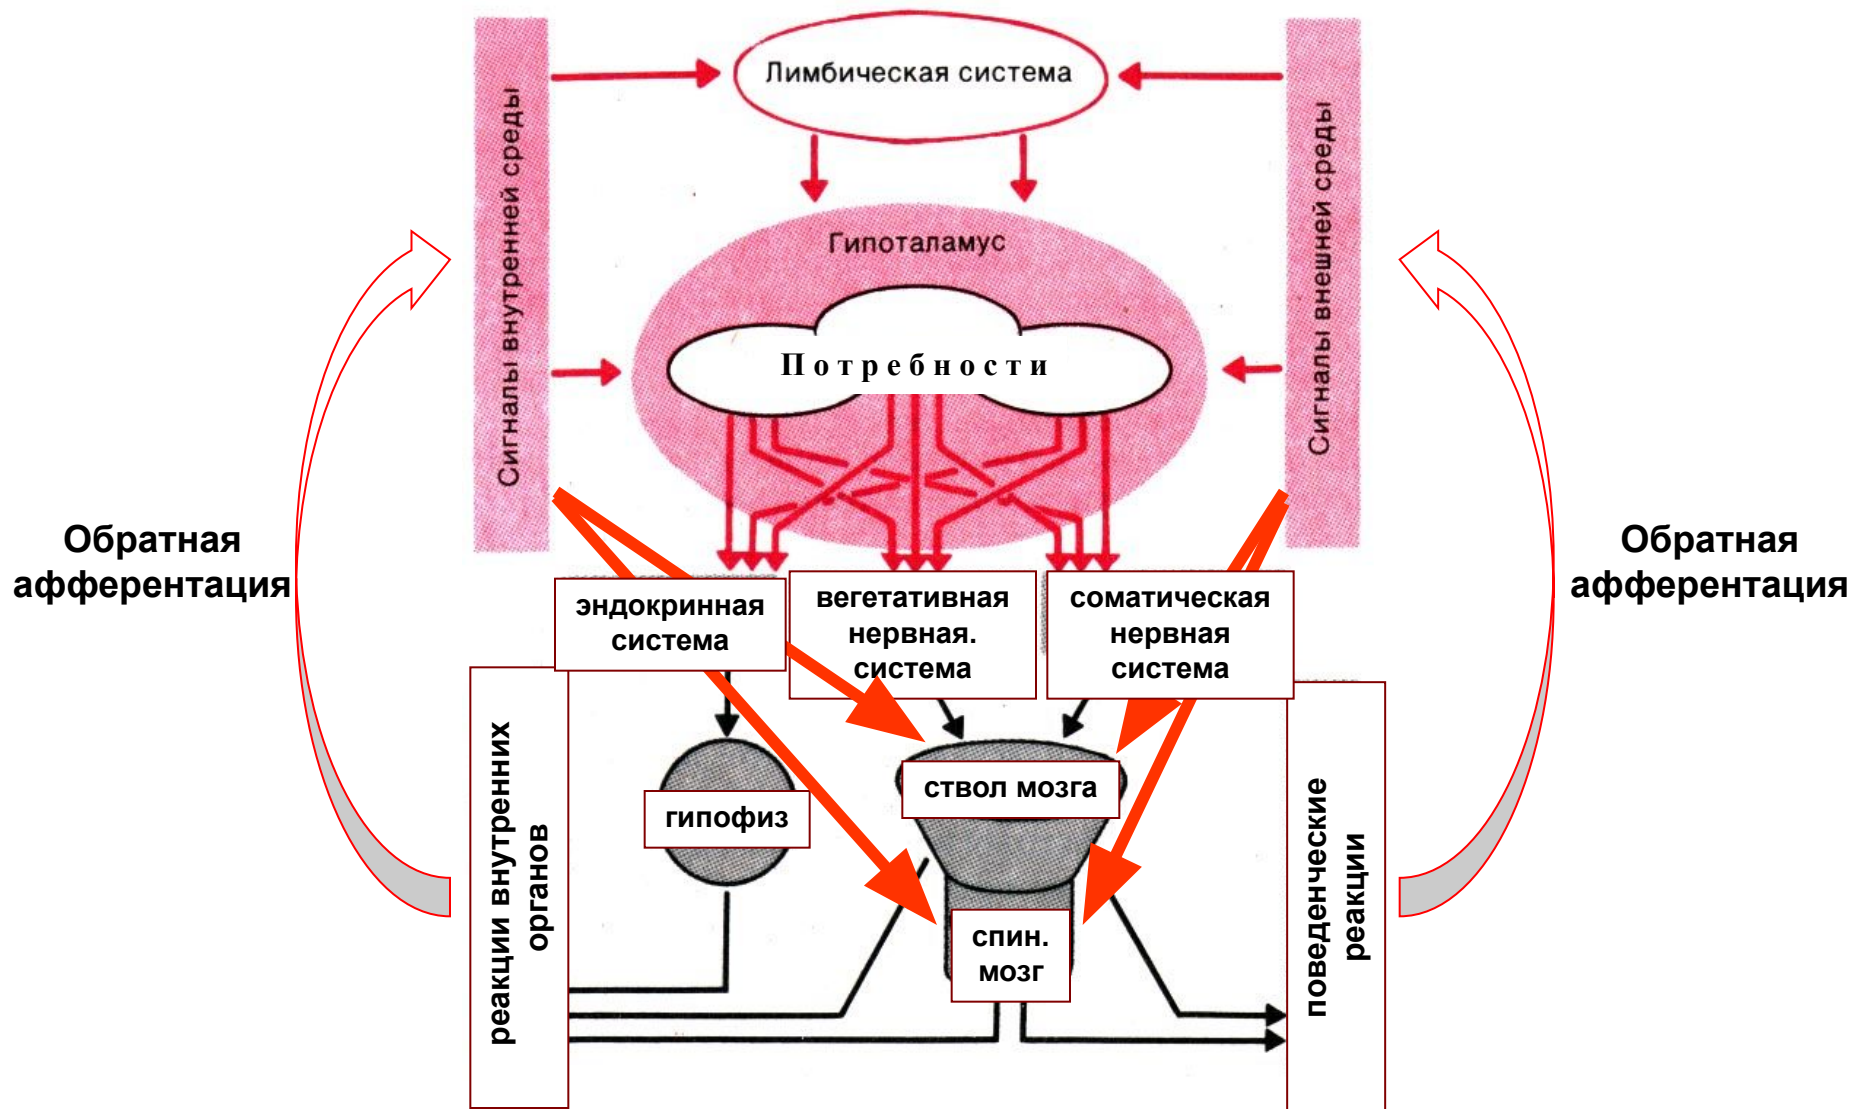 Лимбическая система
Сигналы внутренней среды
Сигналы внешней среды
Гипоталамус
Потребности
Обратная
афферентация
Обратная
афферентация
эндокринная
система
вегетативная
нервная.
система
соматическая
нервная
система
реакции внутренних
органов
гипофиз
ствол мозга
спин.
мозг
поведенческие
реакции